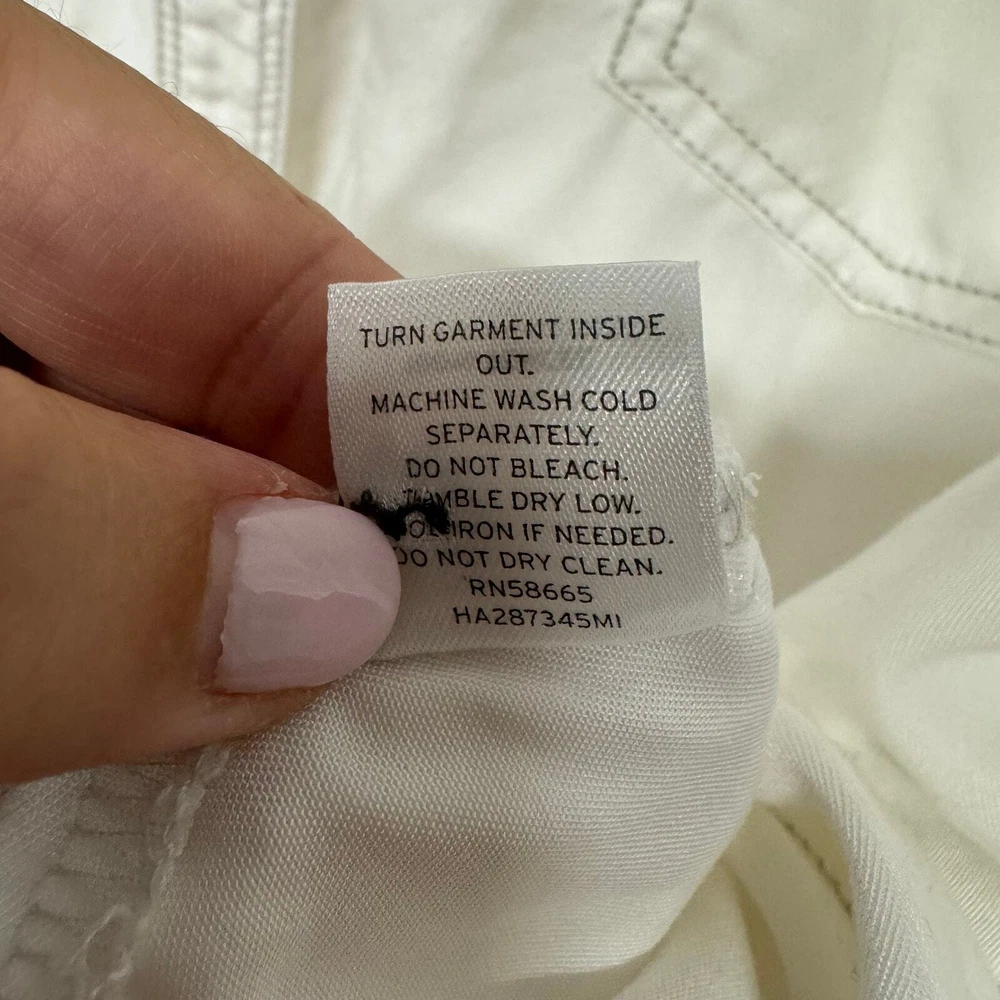 TURN GARMENT INSIDE
OUT.
MACHINE WASH COLD
SEPARATELY.
DO NOT BLEACH.
TUMBLE DRY LOW.
IRON IF NEEDED.
DO NOT DRY CLEAN.
RN58665
HA287345MI